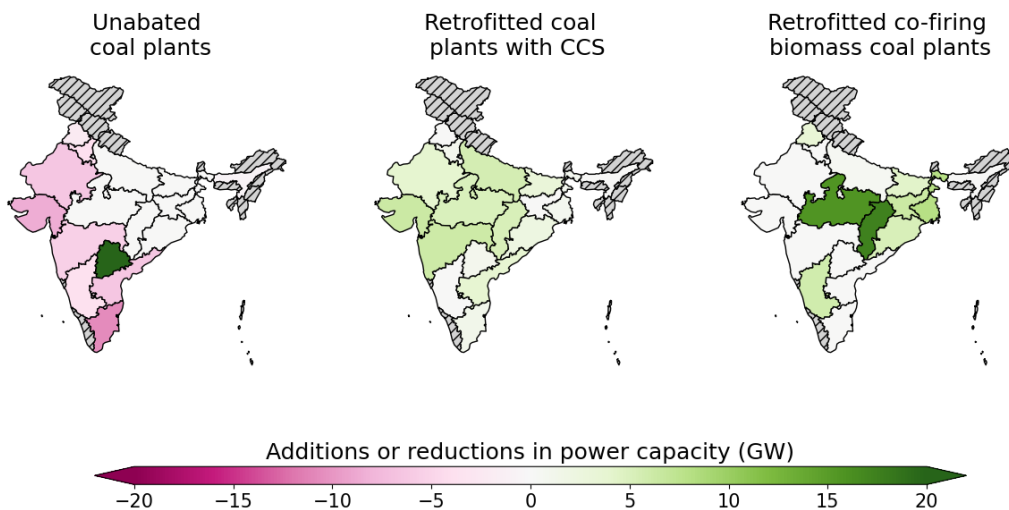 Unabated
coal plants
Retrofitted coal
plants with CCS
Retrofitted co-firing
biomass coal plants
Additions or reductions in power capacity (GW)
−20 −15 −10 −5 0 5 10 15 20